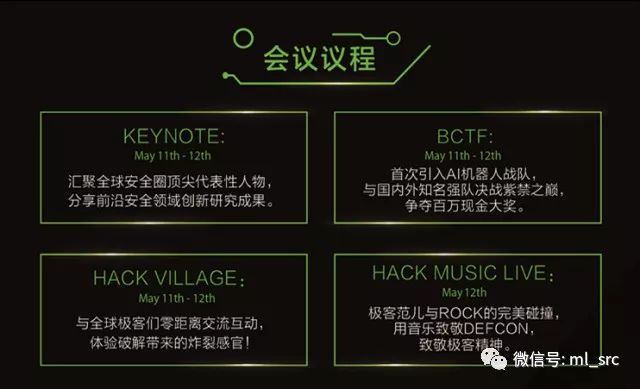 会议议程
KEYNOTE:
May 11th - 12th
汇聚全球安全圈顶尖代表性人物,
分享前沿安全领域创新研究成果。
BCTF:
May 11th - 12th
首次引入AI机器人战队,
与国内外知名强队决战紫禁之巅,
争夺百万现金大奖。
HACK VILLAGE:
May 11th - 12th
与全球极客们零距离交流互动,
体验破解带来的炸裂感官!
HACK MUSIC LIVE:
May 12th
极客范儿与ROCK的完美碰撞,
用音乐致敬DEFCON,
致敬极客精神。
微信号: ml_src